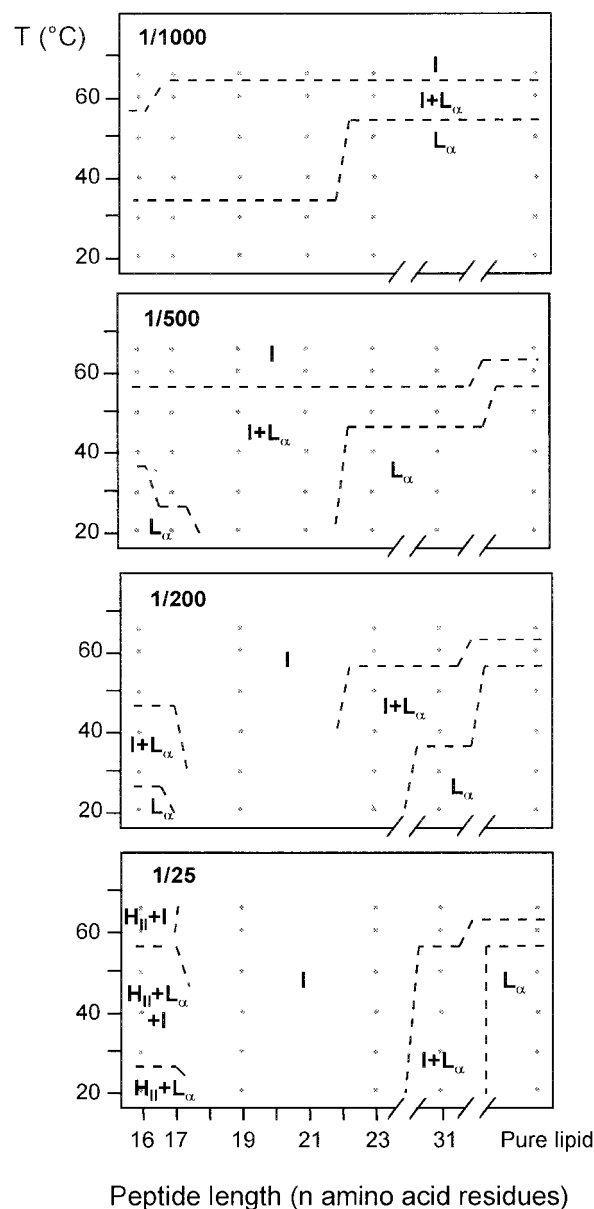 T (°C)
1/1000
I
I+Lα
Lα
60
40
20
1/500
I
I+Lα
Lα
Lα
60
40
20
1/200
I
I+Lα
I+Lα
Lα
Lα
60
40
20
1/25
HII+I
HII+Lα
+I
HII+Lα
I
I+Lα
Lα
60
40
20
16 17 19 21 23 31 Pure lipid
Peptide length (n amino acid residues)